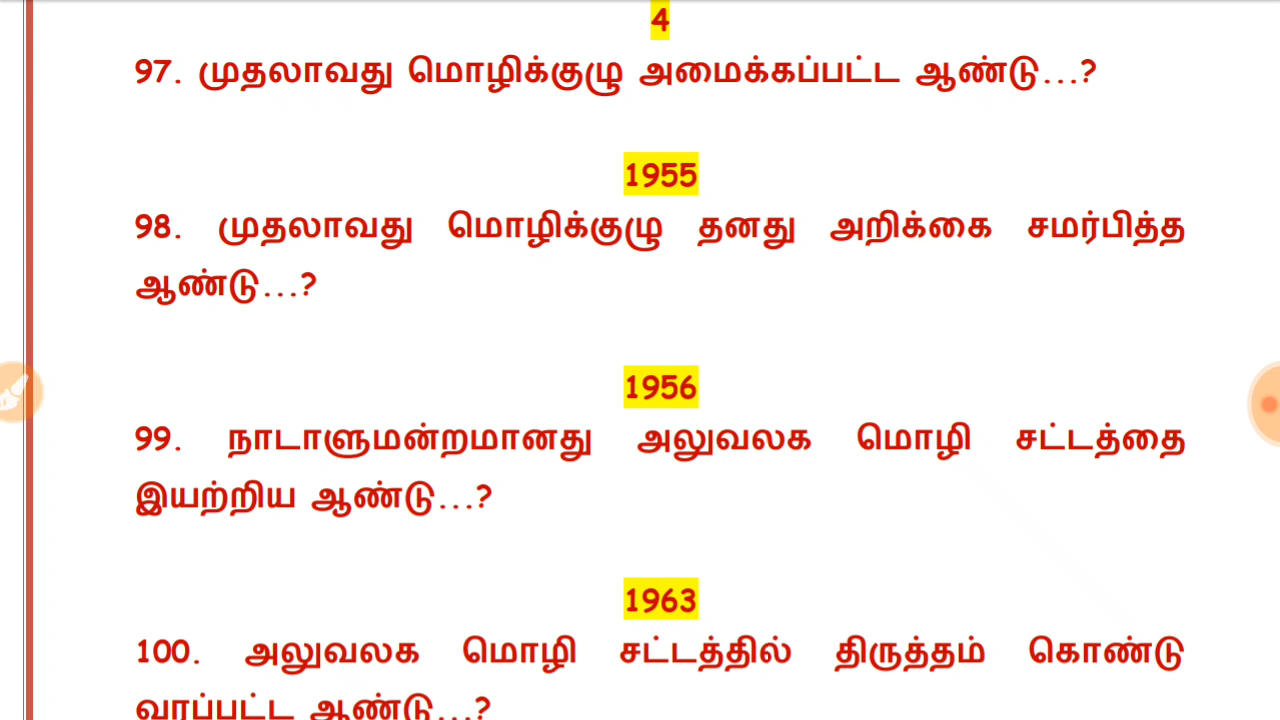 4
97. முதலாவது மொழிக்குழு அமைக்கப்பட்ட ஆண்டு...?
1955
98. முதலாவது மொழிக்குழு தனது அறிக்கை சமர்பித்த
ஆண்டு...?
1956
99. நாடாளுமன்றமானது அலுவலக மொழி சட்டத்தை
இயற்றிய ஆண்டு...?
1963
100. அலுவலக மொழி சட்டத்தில் திருத்தம் கொண்டு
வரப்பட்ட ஆண்டு...?